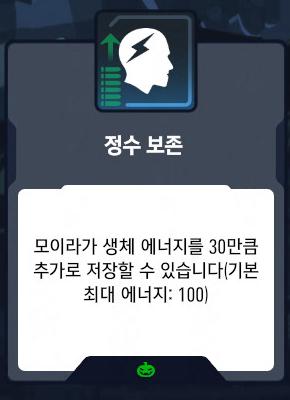 정수 보존
모이라가 생체 에너지를 30만큼
추가로 저장할 수 있습니다(기본
최대 에너지: 100)